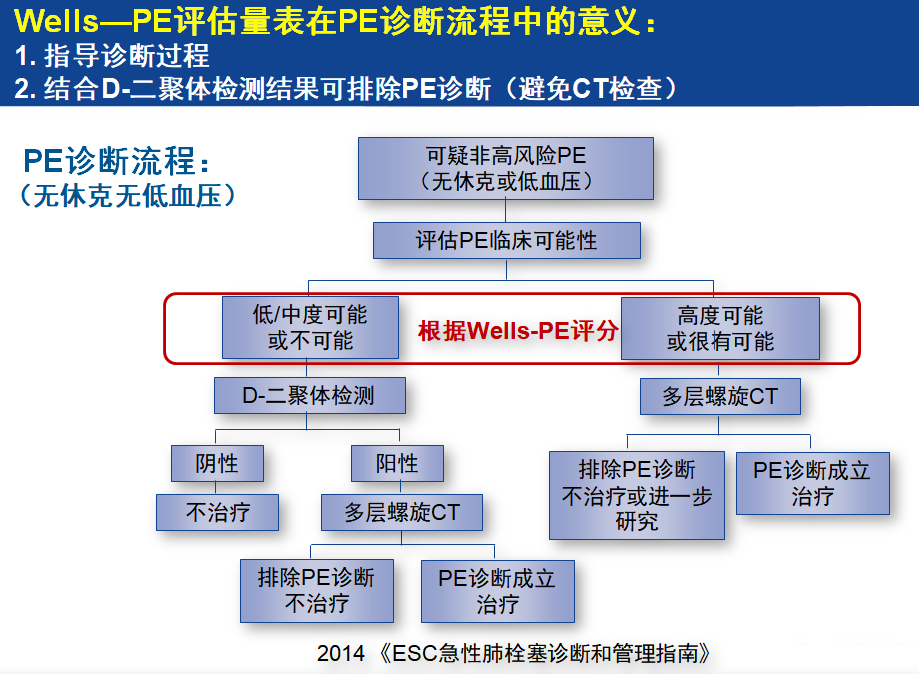 Wells—PE评估量表在PE诊断流程中的意义：
1. 指导诊断过程
2. 结合D-二聚体检测结果可排除PE诊断（避免CT检查）
PE诊断流程：
（无休克无低血压）
可疑非高风险PE
（无休克或低血压）
评估PE临床可能性
低/中度可能
或不可能
根据Wells-PE评分
高度可能
或很有可能
D-二聚体检测
多层螺旋CT
阴性
阳性
不治疗
多层螺旋CT
排除PE诊断
不治疗或进一步
研究
PE诊断成立
治疗
排除PE诊断
不治疗
PE诊断成立
治疗
2014 《ESC急性肺栓塞诊断和管理指南》